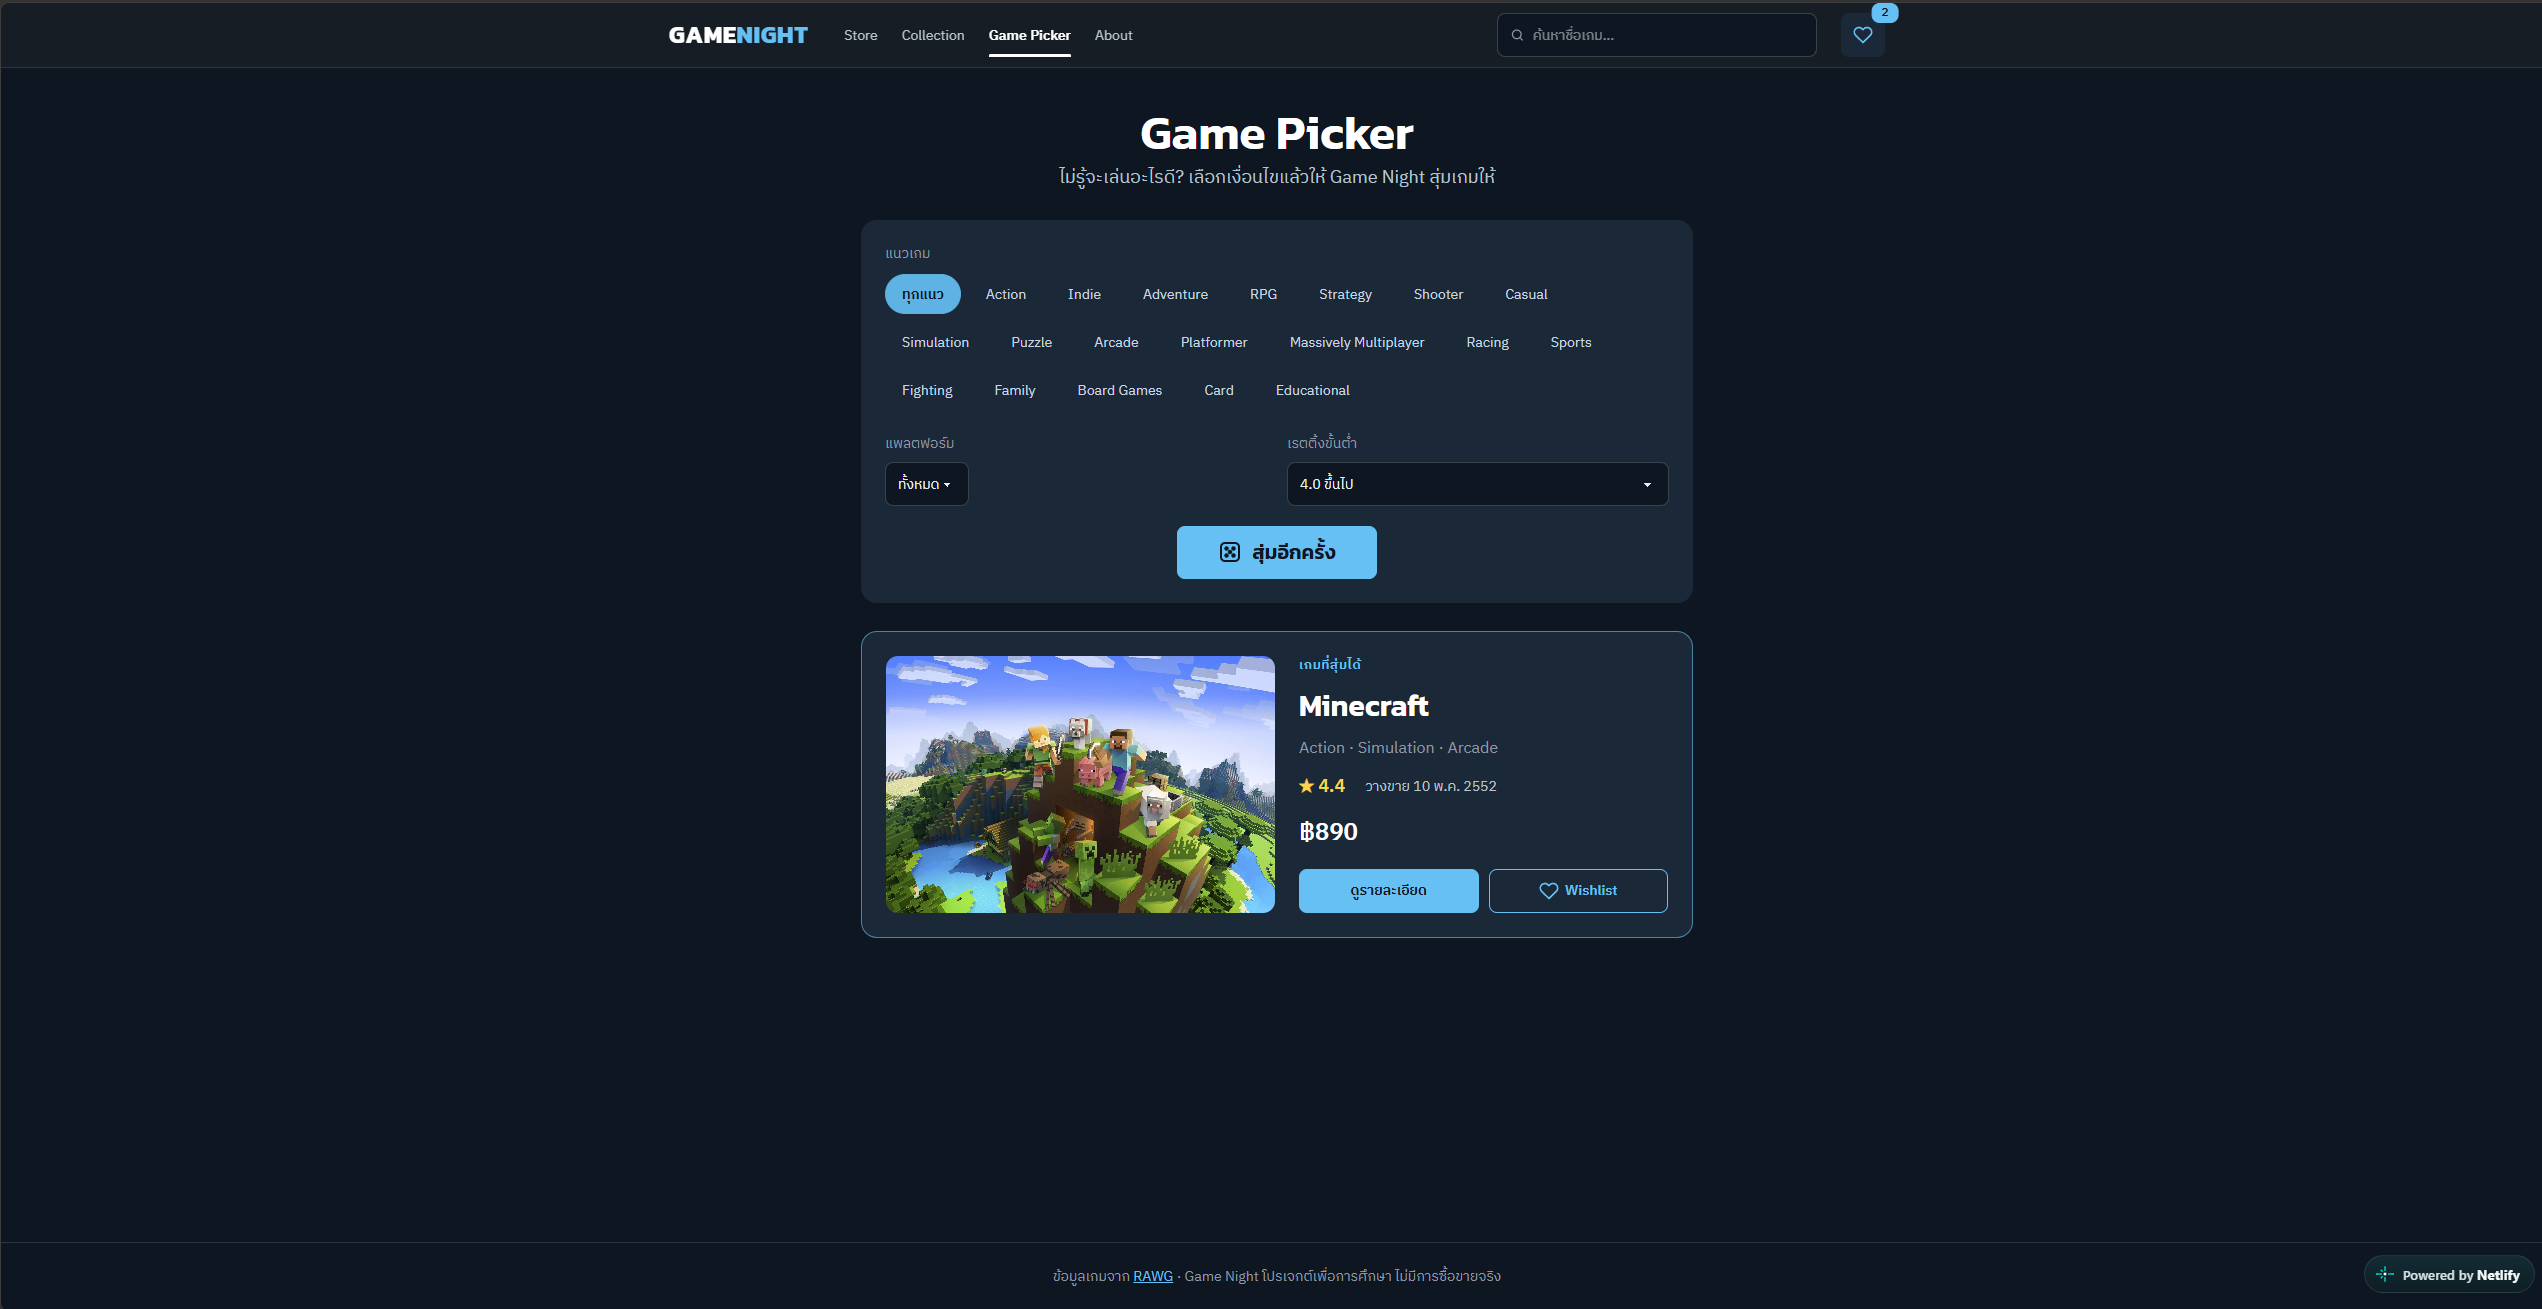 GAMENIGHT Store Collection Game Picker About ค้นหาชื่อเกม... 2
Game Picker
ไม่รู้จะเล่นอะไรดี? เลือกเงื่อนไขแล้วให้ Game Night สุ่มเกมให้
แนวเกม
ทุกแนว Action Indie Adventure RPG Strategy Shooter Casual
Simulation Puzzle Arcade Platformer Massively Multiplayer Racing Sports
Fighting Family Board Games Card Educational
แพลตฟอร์ม เรตติ้งขั้นต่ำ
ทั้งหมด 4.0 ขึ้นไป
สุ่มอีกครั้ง
เกมที่สุ่มได้
Minecraft
Action · Simulation · Arcade
★ 4.4 วางขาย 10 พ.ค. 2552
฿890
ดูรายละเอียด Wishlist
ข้อมูลเกมจาก RAWG · Game Night โปรเจกต์เพื่อการศึกษา ไม่มีการซื้อขายจริง
Powered by Netlify